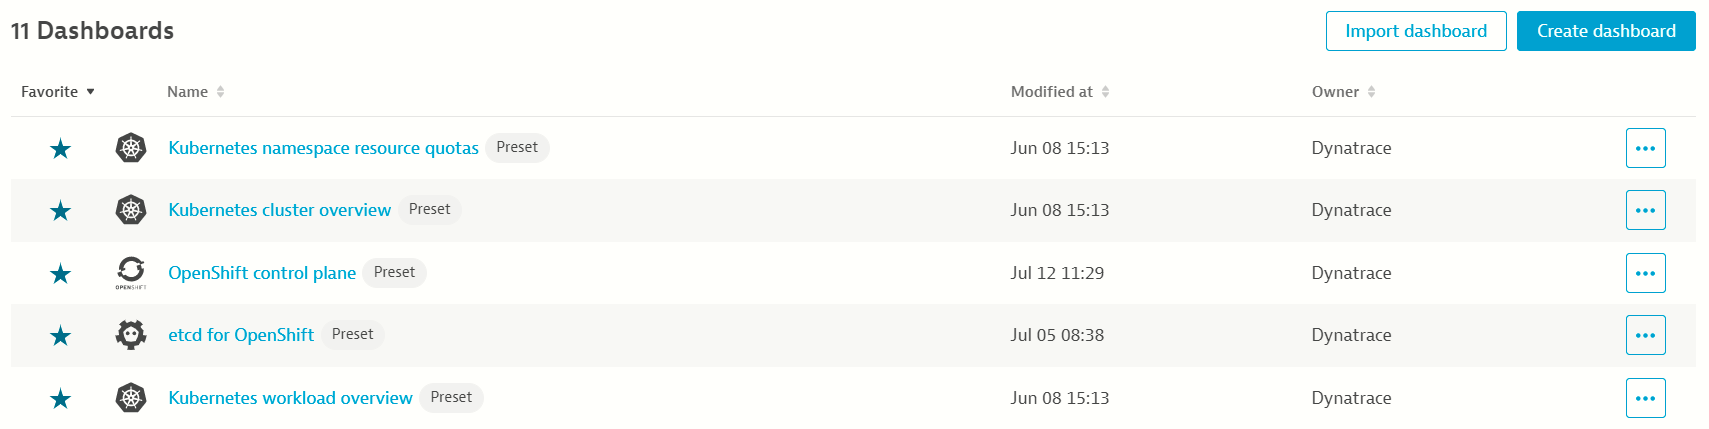 11 Dashboards Import dashboard Create dashboard
Favorite Name Modified at Owner
Kubernetes namespace resource quotas Preset Jun 08 15:13 Dynatrace
Kubernetes cluster overview Preset Jun 08 15:13 Dynatrace
OpenShift control plane Preset Jul 12 11:29 Dynatrace
OPENSHIFT
etcd for OpenShift Preset Jul 05 08:38 Dynatrace
Kubernetes workload overview Preset Jun 08 15:13 Dynatrace